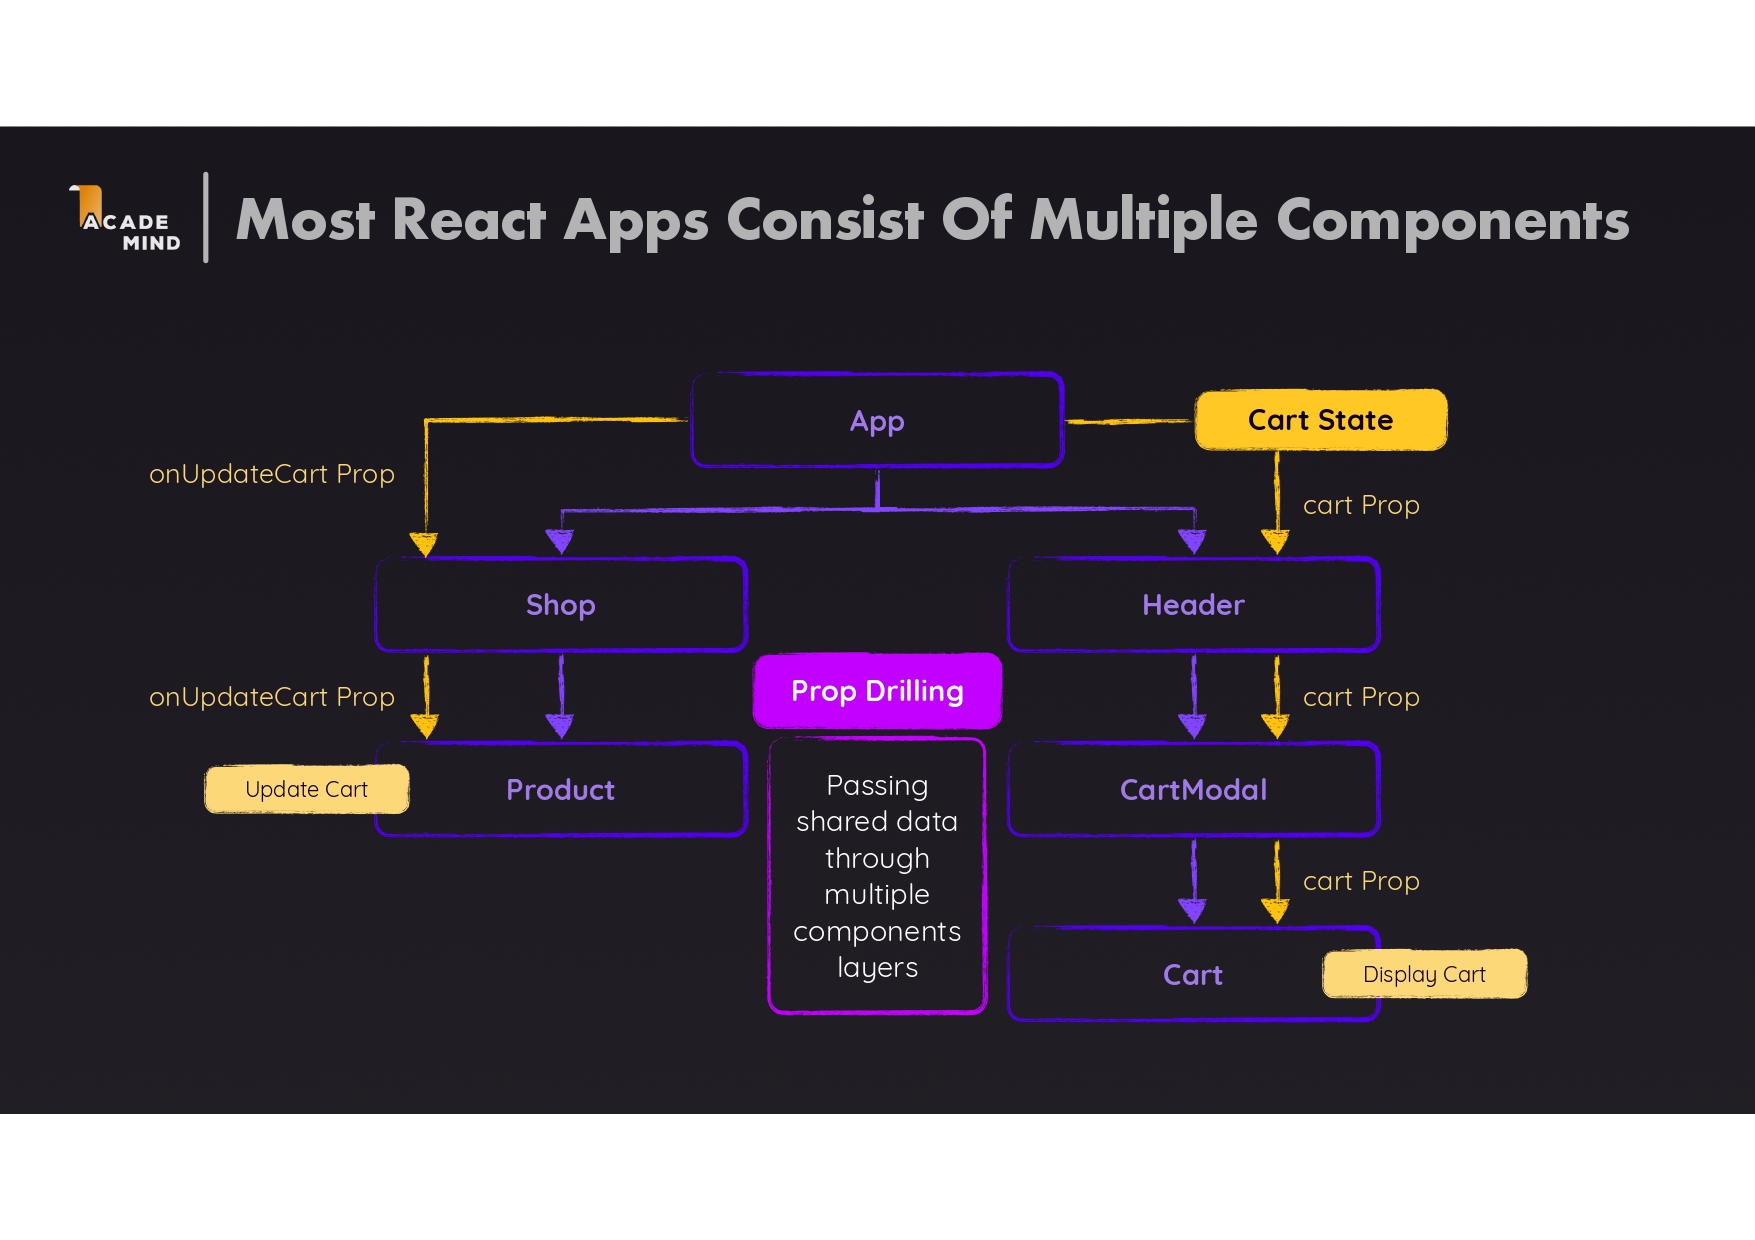 ACADE
MIND
Most React Apps Consist Of Multiple Components
App
Cart State
onUpdateCart Prop
cart Prop
Shop
Header
onUpdateCart Prop
Prop Drilling
cart Prop
Update Cart
Product
Passing
shared data
through
multiple
components
layers
CartModal
cart Prop
Cart
Display Cart